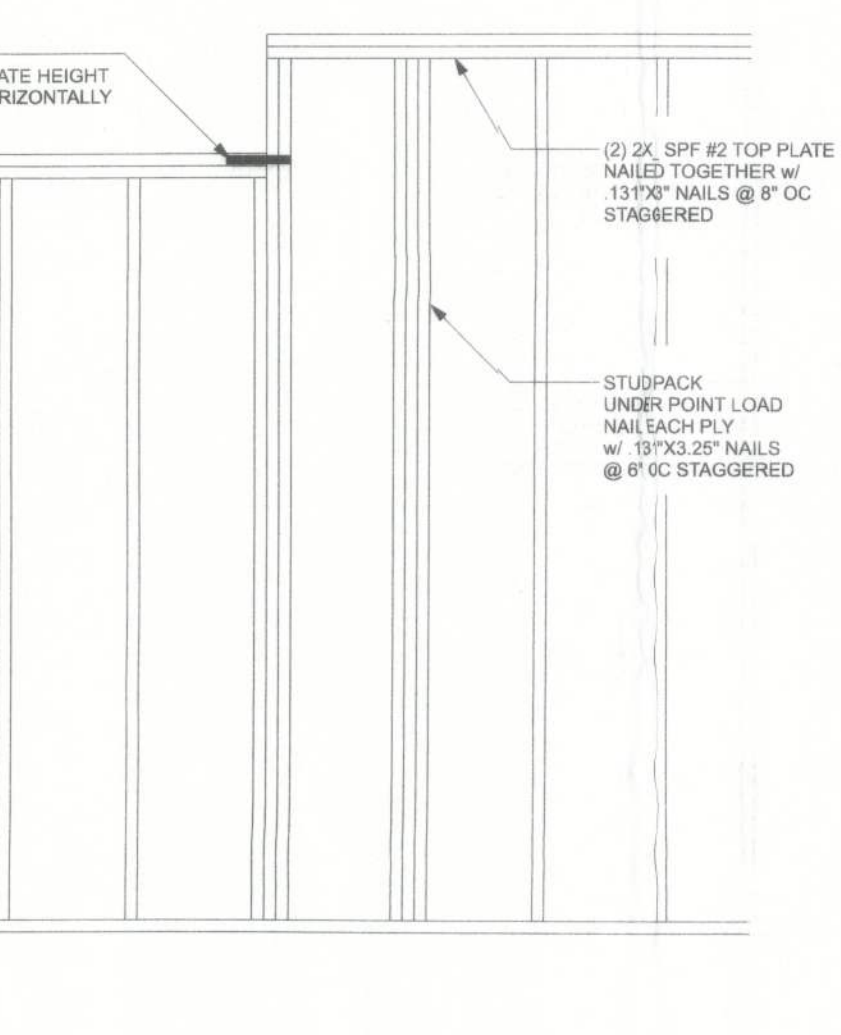 ATE HEIGHT
RIZONTALLY
(2) 2X_ SPF #2 TOP PLATE
NAILED TOGETHER w/
.131"X3" NAILS @ 8" OC
STAGGERED
STUDPACK
UNDER POINT LOAD
NAIL EACH PLY
w/ .131"X3.25" NAILS
@ 6" OC STAGGERED